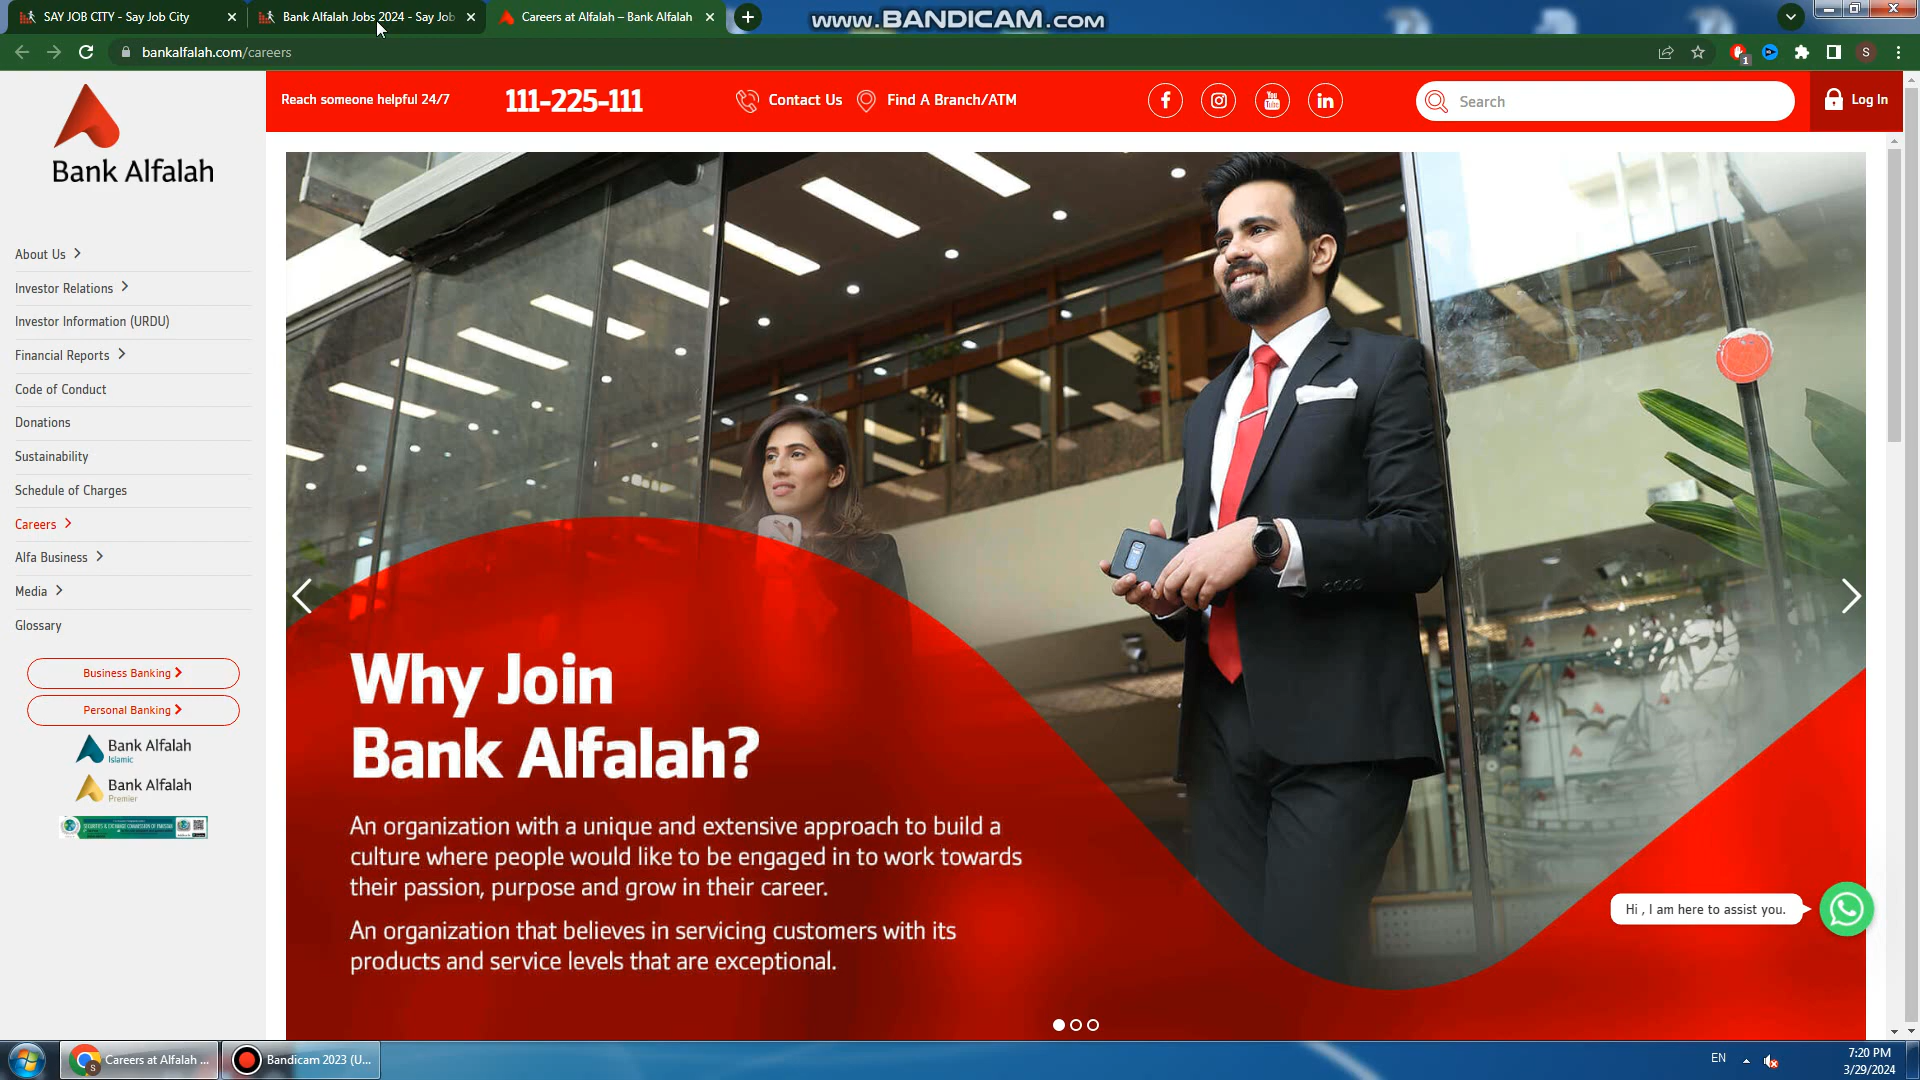 SAY JOB CITY - Say Job City
Bank Alfalah Jobs 2024 - Say Job
Careers at Alfalah – Bank Alfalah
www.BANDICAM.com
bankalfalah.com/careers
1
S
Bank Alfalah
Reach someone helpful 24/7
111-225-111
Contact Us
Find A Branch/ATM
You
Tube
Search
Log In
About Us
Investor Relations
Investor Information (URDU)
Financial Reports
Code of Conduct
Donations
Sustainability
Schedule of Charges
Careers
Alfa Business
Media
Glossary
Business Banking
Personal Banking
Bank Alfalah
Islamic
Bank Alfalah
Premier
Why Join
Bank Alfalah?
An organization with a unique and extensive approach to build a
culture where people would like to be engaged in to work towards
their passion, purpose and grow in their career.
An organization that believes in servicing customers with its
products and service levels that are exceptional.
Hi , I am here to assist you.
Careers at Alfalah ...
Bandicam 2023 (U...
EN
7:20 PM
3/29/2024